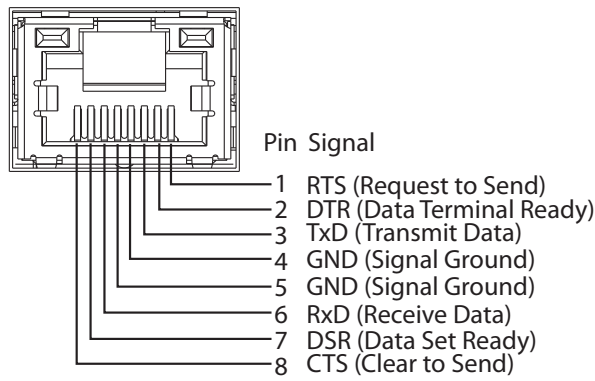 Pin Signal
1 RTS (Request to Send)
2 DTR (Data Terminal Ready)
3 TxD (Transmit Data)
4 GND (Signal Ground)
5 GND (Signal Ground)
6 RxD (Receive Data)
7 DSR (Data Set Ready)
8 CTS (Clear to Send)